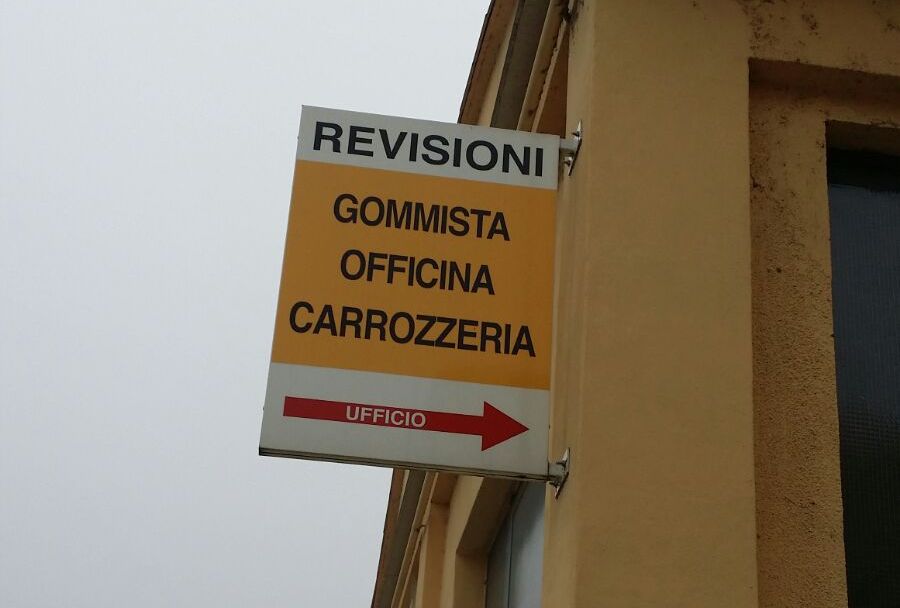 REVISIONI
GOMMISTA
OFFICINA
CARROZZERIA
UFFICIO